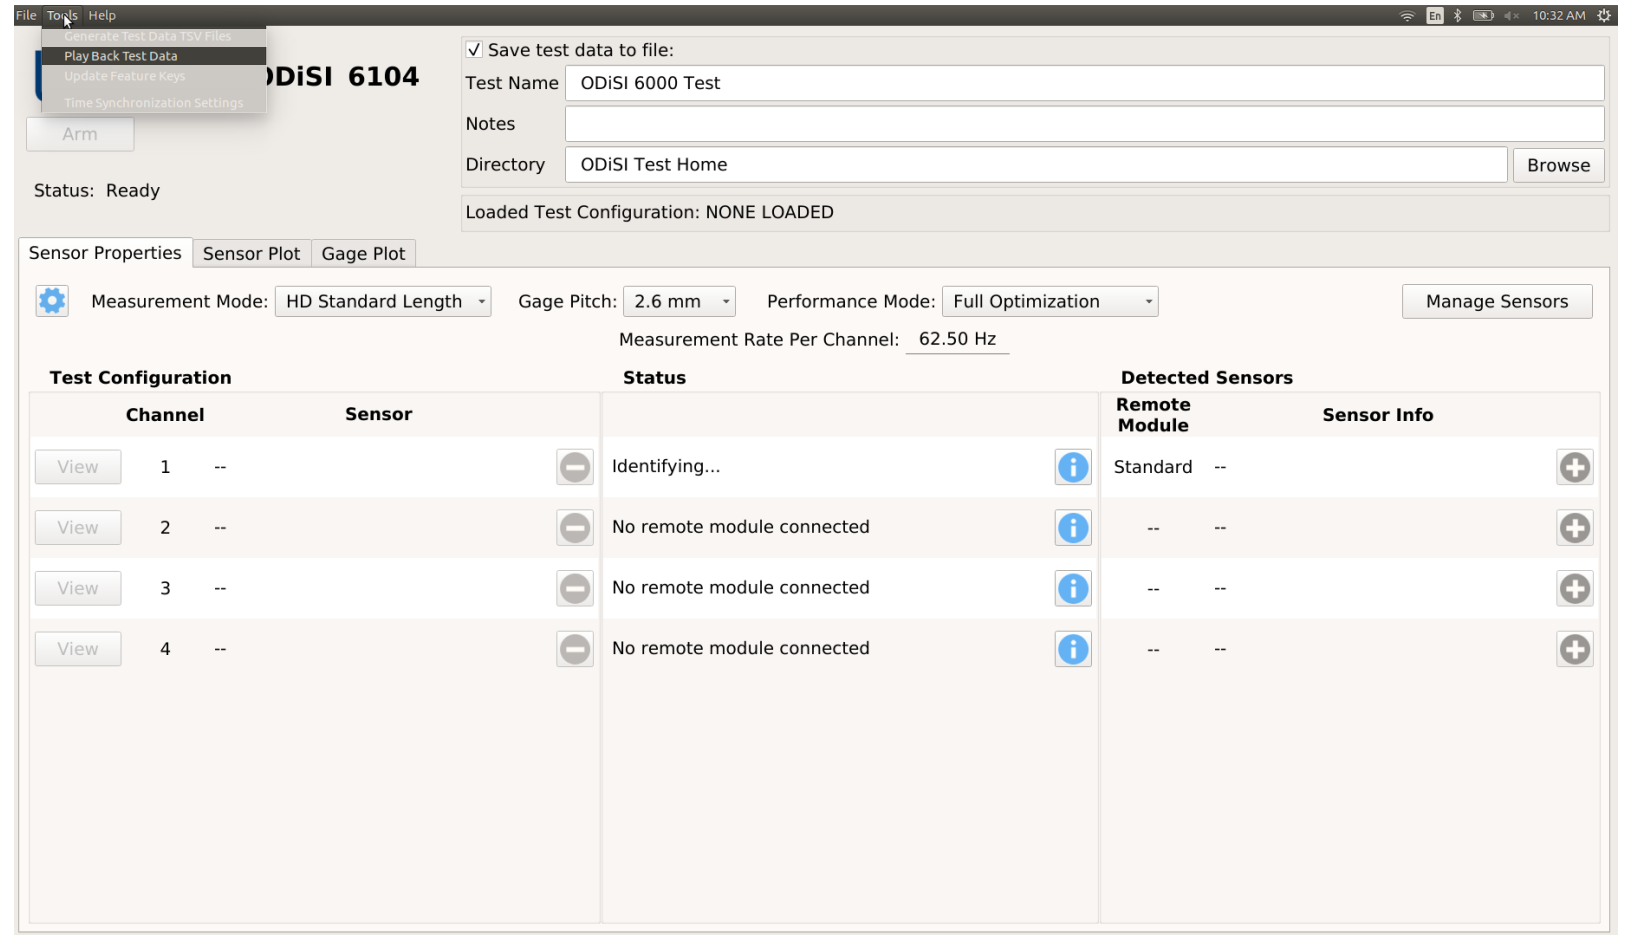 File Tools Help
En 10:32 AM
Generate Test Data TSV Files
Play Back Test Data
Update Feature Keys
Time Synchronization Settings
DiSI 6104
Arm
Status: Ready
Save test data to file:
Test Name ODiSI 6000 Test
Notes
Directory ODiSI Test Home Browse
Loaded Test Configuration: NONE LOADED
Sensor Properties Sensor Plot Gage Plot
Measurement Mode: HD Standard Length Gage Pitch: 2.6 mm Performance Mode: Full Optimization Manage Sensors
Measurement Rate Per Channel: 62.50 Hz
Test Configuration Status Detected Sensors
Channel Sensor Remote Module Sensor Info
View 1 -- Identifying... Standard --
View 2 -- No remote module connected -- --
View 3 -- No remote module connected -- --
View 4 -- No remote module connected -- --